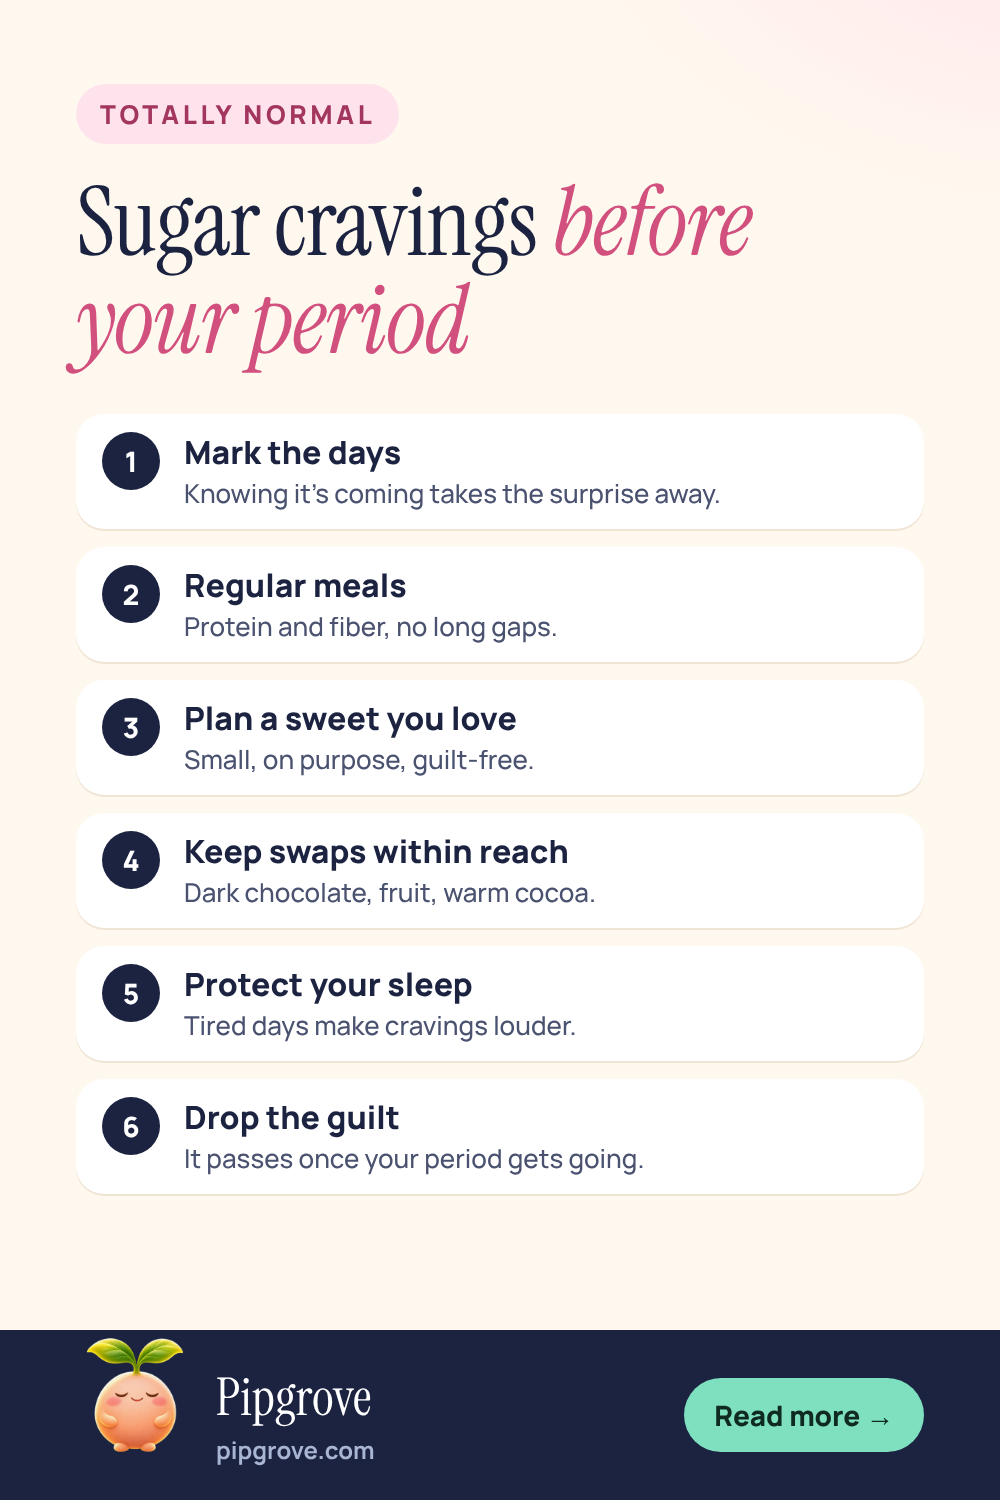 TOTALLY NORMAL
Sugar cravings before
your period
1
Mark the days
Knowing it’s coming takes the surprise away.
2
Regular meals
Protein and fiber, no long gaps.
3
Plan a sweet you love
Small, on purpose, guilt-free.
4
Keep swaps within reach
Dark chocolate, fruit, warm cocoa.
5
Protect your sleep
Tired days make cravings louder.
6
Drop the guilt
It passes once your period gets going.
Pipgrove
pipgrove.com
Read more →